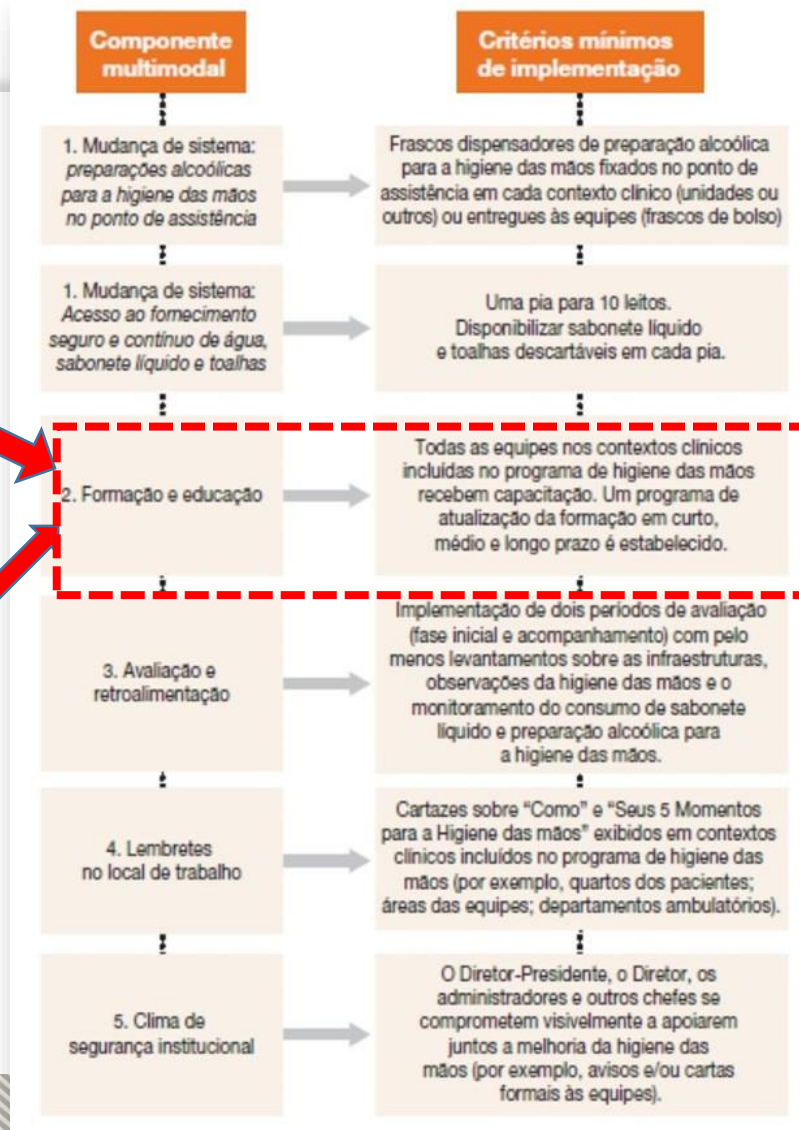 Componente
multimodal
Critérios mínimos
de implementação
1. Mudança de sistema:
preparações alcoólicas
para a higiene das mãos
no ponto de assistência
Frascos dispensadores de preparação alcoólica
para a higiene das mãos fixados no ponto de
assistência em cada contexto clínico (unidades ou
outros) ou entregues às equipes (frascos de bolso)
1. Mudança de sistema:
Acesso ao fornecimento
seguro e contínuo de água,
sabonete líquido e toalhas
Uma pia para 10 leitos.
Disponibilizar sabonete líquido
e toalhas descartáveis em cada pia.
2. Formação e educação
Todas as equipes nos contextos clínicos
incluídas no programa de higiene das mãos
recebem capacitação. Um programa de
atualização da formação em curto,
médio e longo prazo é estabelecido.
3. Avaliação e
retroalimentação
Implementação de dois períodos de avaliação
(fase inicial e acompanhamento) com pelo
menos levantamentos sobre as infraestruturas,
observações da higiene das mãos e o
monitoramento do consumo de sabonete
líquido e preparação alcoólica para
a higiene das mãos.
4. Lembretes
no local de trabalho
Cartazes sobre “Como” e “Seus 5 Momentos
para a Higiene das mãos” exibidos em contextos
clínicos incluídos no programa de higiene das
mãos (por exemplo, quartos dos pacientes;
áreas das equipes; departamentos ambulatórios).
5. Clima de
segurança institucional
O Diretor-Presidente, o Diretor, os
administradores e outros chefes se
comprometem visivelmente a apoiarem
juntos a melhoria da higiene das
mãos (por exemplo, avisos e/ou cartas
formais às equipes).